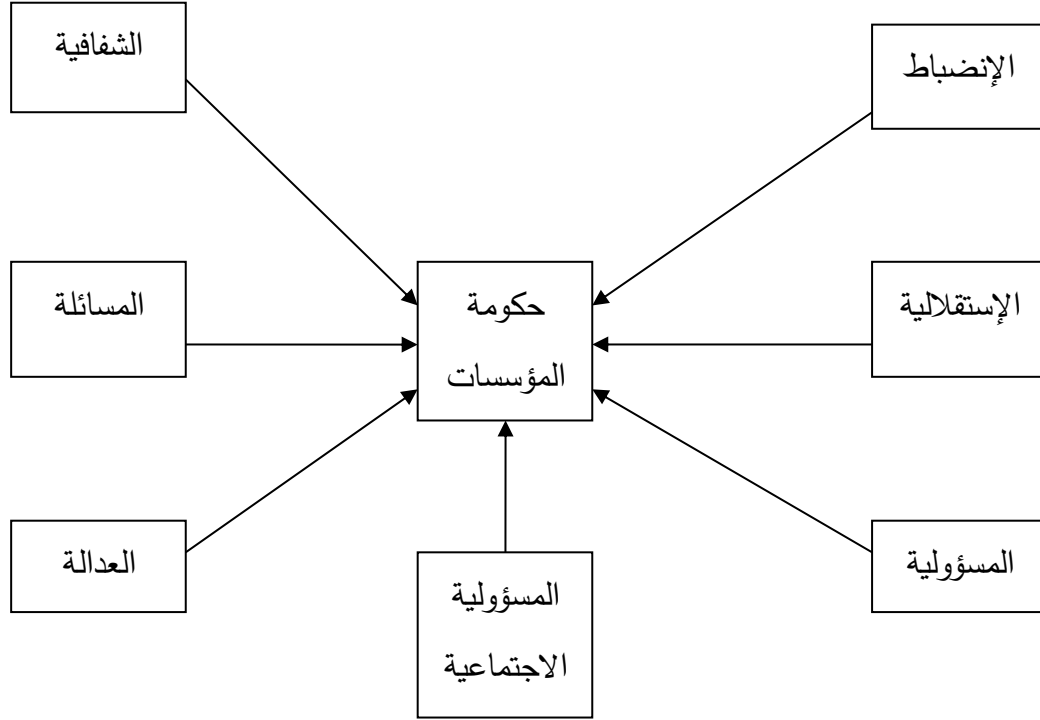 الإنضباط
الشفافية
حكومة
المؤسسات
الإستقلالية
المسائلة
المسؤولية
العدالة
المسؤولية
الاجتماعية